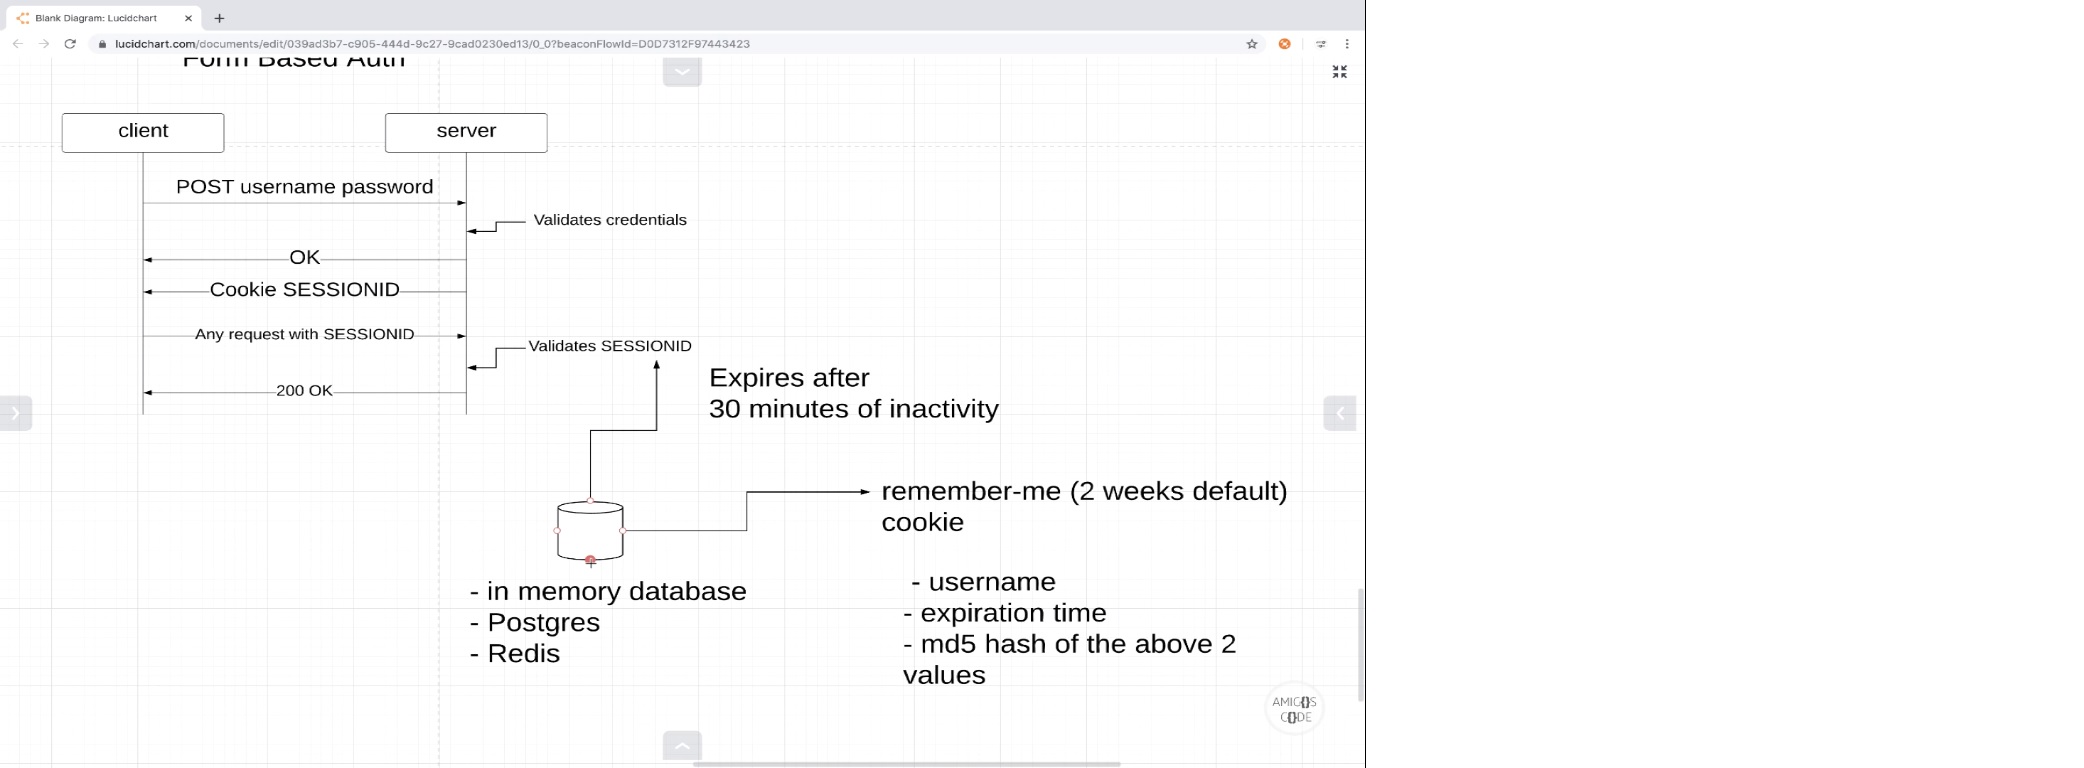 Blank Diagram: Lucidchart
lucidchart.com/documents/edit/039ad3b7-c905-444d-9c27-9cad0230ed13/0_0?beaconFlowId=D0D7312F97443423
Form Based Auth
client
server
POST username password
Validates credentials
OK
Cookie SESSIONID
Any request with SESSIONID
Validates SESSIONID
200 OK
Expires after
30 minutes of inactivity
remember-me (2 weeks default)
cookie
- in memory database
- Postgres
- Redis
- username
- expiration time
- md5 hash of the above 2
values
AMIG{}S
C{}DE